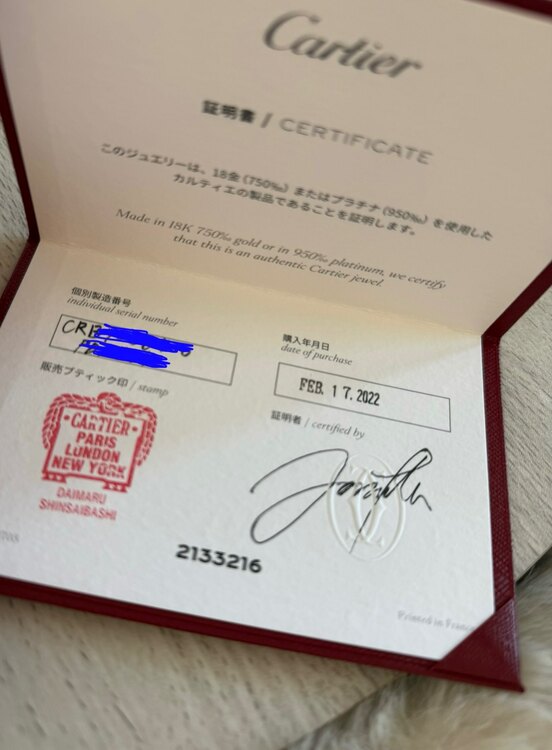 Cartier
証明書 / CERTIFICATE
このジュエリーは、18金(750‰)またはプラチナ(950‰)を使用した
カルティエの製品であることを証明します。
Made in 18K 750‰ gold or in 950‰ platinum, we certify
that this is an authentic Cartier jewel.
個別製造番号
individual serial number
CR
販売ブティック印 / stamp
CARTIER
PARIS
LONDON
NEW YORK
DAIMARU
SHINSAIBASHI
購入年月日
date of purchase
FEB. 17. 2022
証明者 / certified by
2133216
Printed in France